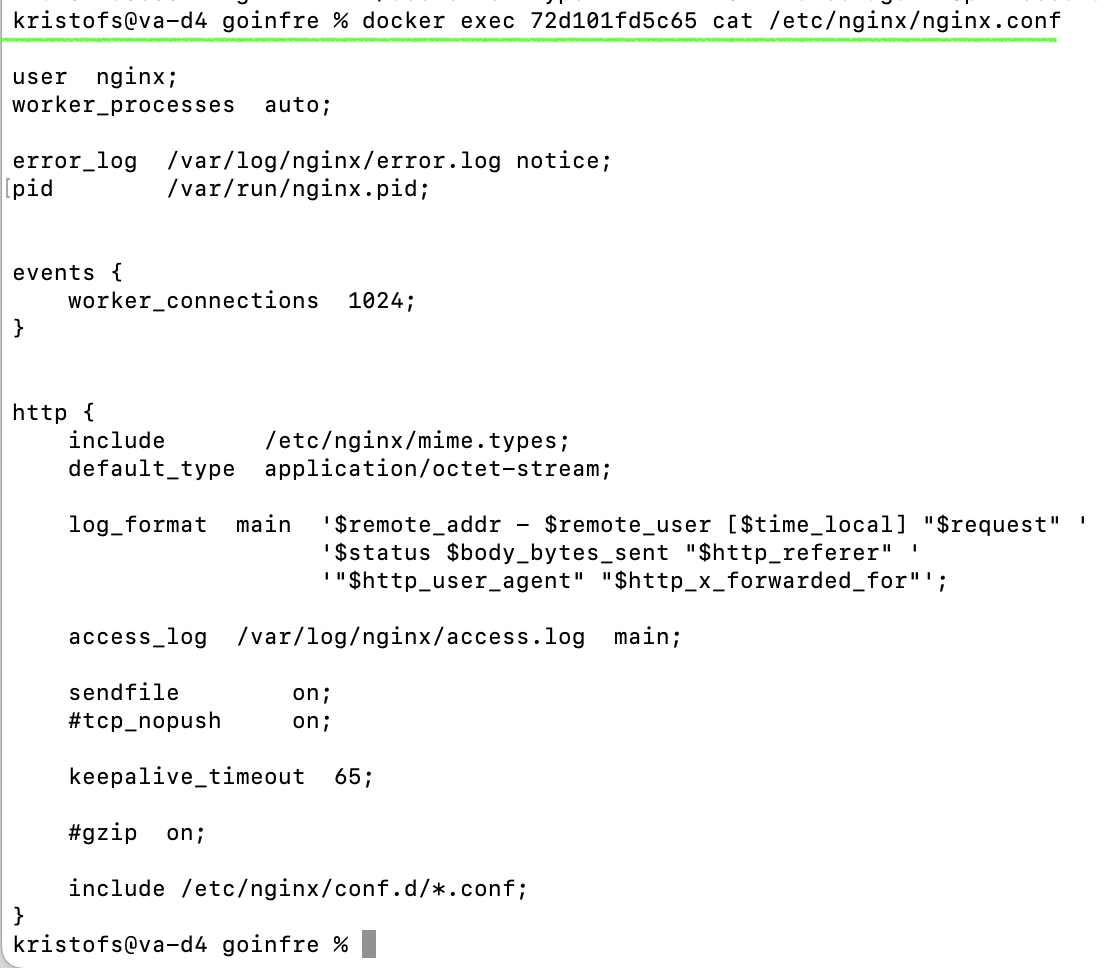 kristofs@va-d4 goinfre % docker exec 72d101fd5c65 cat /etc/nginx/nginx.conf

user  nginx;
worker_processes  auto;

error_log  /var/log/nginx/error.log notice;
[pid        /var/run/nginx.pid;


events {
    worker_connections  1024;
}


http {
    include       /etc/nginx/mime.types;
    default_type  application/octet-stream;

    log_format  main  '$remote_addr - $remote_user [$time_local] "$request" '
                      '$status $body_bytes_sent "$http_referer" '
                      '"$http_user_agent" "$http_x_forwarded_for"';

    access_log  /var/log/nginx/access.log  main;

    sendfile        on;
    #tcp_nopush     on;

    keepalive_timeout  65;

    #gzip  on;

    include /etc/nginx/conf.d/*.conf;
}
kristofs@va-d4 goinfre %